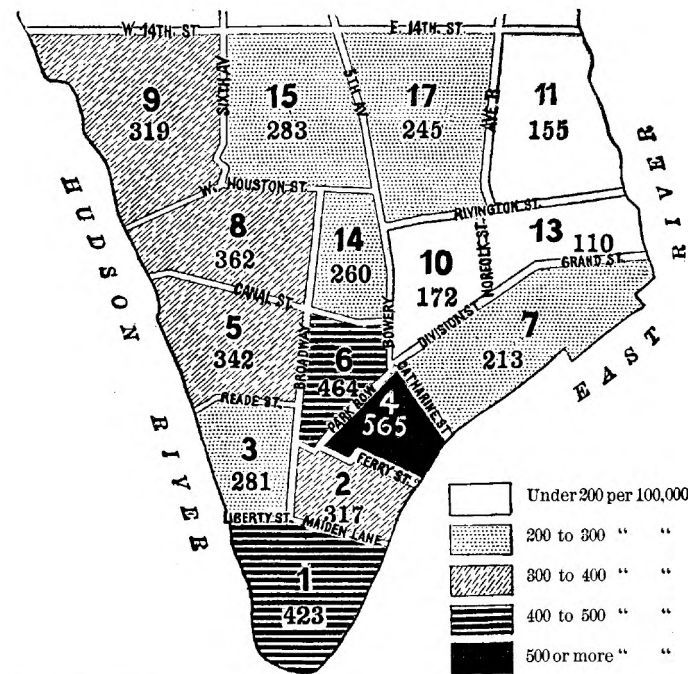 W. 14TH. ST.
E. 14TH. ST.
9
319
SIXTH AV
15
283
5TH AV
17
245
AVE B.
11
155
HUDSON RIVER
EAST REVIR
W. HOUSTON ST.
RIVINGTON ST.
8
362
14
260
10
172
NORFOLK ST.
13
110
GRAND ST.
CANAL ST
BROADWAY
BOWERY
DIVISION ST.
5
342
6
464
7
213
READE ST.
PARK ROW
CATHARINE ST.
4
565
3
281
2
317
FERRY ST.
LIBERTY ST.
MAIDEN LANE
1
423
Under 200 per 100,000
200 to 300 “ “
300 to 400 “ “
400 to 500 “ “
500 or more “ “